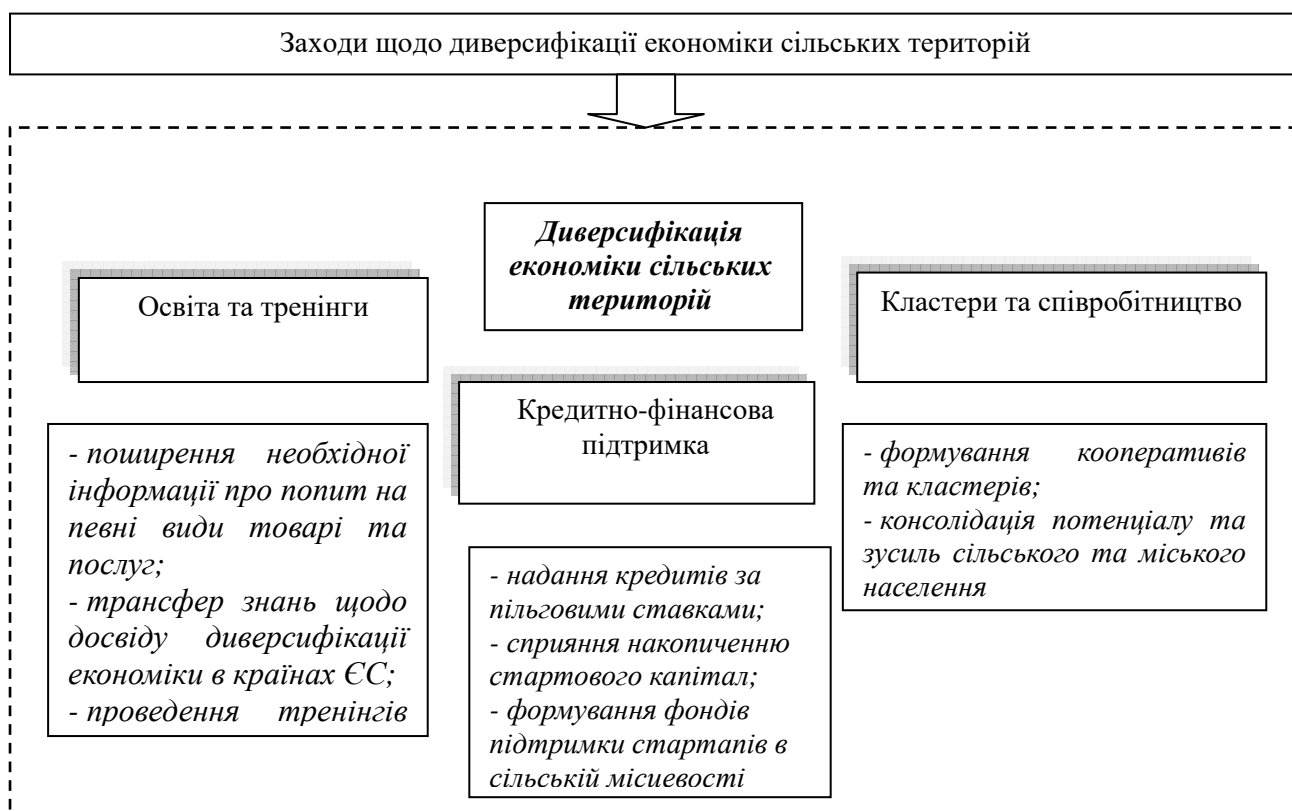 Заходи щодо диверсифікації економіки сільських територій
Диверсифікація
економіки сільських
територій
Освіта та тренінги
Кластери та співробітництво
Кредитно-фінансова
підтримка
- поширення необхідної
інформації про попит на
певні види товарі та
послуг;
- трансфер знань щодо
досвіду диверсифікації
економіки в країнах ЄС;
- проведення тренінгів
- надання кредитів за
пільговими ставками;
- сприяння накопиченню
стартового капітал;
- формування фондів
підтримки стартапів в
сільській місцевості
- формування кооперативів
та кластерів;
- консолідація потенціалу та
зусиль сільського та міського
населення